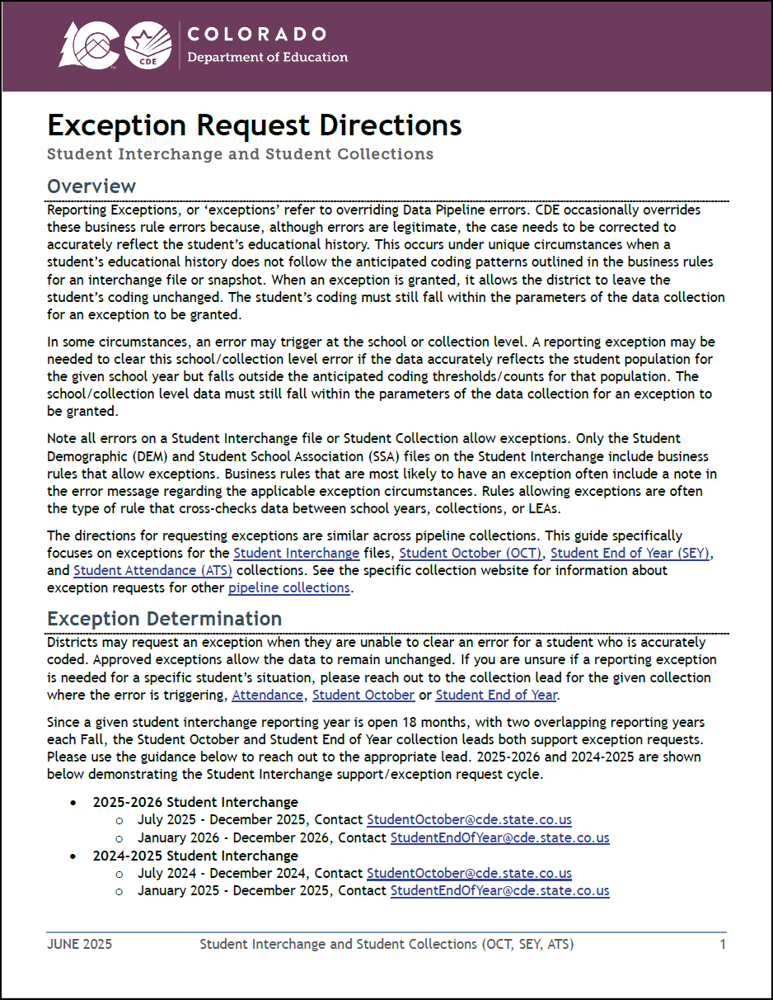 COLORADO
CDE
Department of Education
Exception Request Directions
Student Interchange and Student Collections
Overview
Reporting Exceptions, or ‘exceptions’ refer to overriding Data Pipeline errors. CDE occasionally overrides
these business rule errors because, although errors are legitimate, the case needs to be corrected to
accurately reflect the student’s educational history. This occurs under unique circumstances when a
student’s educational history does not follow the anticipated coding patterns outlined in the business rules
for an interchange file or snapshot. When an exception is granted, it allows the district to leave the
student’s coding unchanged. The student’s coding must still fall within the parameters of the data collection
for an exception to be granted.
In some circumstances, an error may trigger at the school or collection level. A reporting exception may be
needed to clear this school/collection level error if the data accurately reflects the student population for
the given school year but falls outside the anticipated coding thresholds/counts for that population. The
school/collection level data must still fall within the parameters of the data collection for an exception to
be granted.
Note all errors on a Student Interchange file or Student Collection allow exceptions. Only the Student
Demographic (DEM) and Student School Association (SSA) files on the Student Interchange include business
rules that allow exceptions. Business rules that are most likely to have an exception often include a note in
the error message regarding the applicable exception circumstances. Rules allowing exceptions are often
the type of rule that cross-checks data between school years, collections, or LEAs.
The directions for requesting exceptions are similar across pipeline collections. This guide specifically
focuses on exceptions for the Student Interchange files, Student October (OCT), Student End of Year (SEY),
and Student Attendance (ATS) collections. See the specific collection website for information about
exception requests for other pipeline collections.
Exception Determination
Districts may request an exception when they are unable to clear an error for a student who is accurately
coded. Approved exceptions allow the data to remain unchanged. If you are unsure if a reporting exception
is needed for a specific student’s situation, please reach out to the collection lead for the given collection
where the error is triggering, Attendance, Student October or Student End of Year.
Since a given student interchange reporting year is open 18 months, with two overlapping reporting years
each Fall, the Student October and Student End of Year collection leads both support exception requests.
Please use the guidance below to reach out to the appropriate lead. 2025-2026 and 2024-2025 are shown
below demonstrating the Student Interchange support/exception request cycle.
• 2025-2026 Student Interchange
o July 2025 - December 2025, Contact StudentOctober@cde.state.co.us
o January 2026 - December 2026, Contact StudentEndOfYear@cde.state.co.us
• 2024-2025 Student Interchange
o July 2024 - December 2024, Contact StudentOctober@cde.state.co.us
o January 2025 - December 2025, Contact StudentEndOfYear@cde.state.co.us
JUNE 2025 Student Interchange and Student Collections (OCT, SEY, ATS) 1